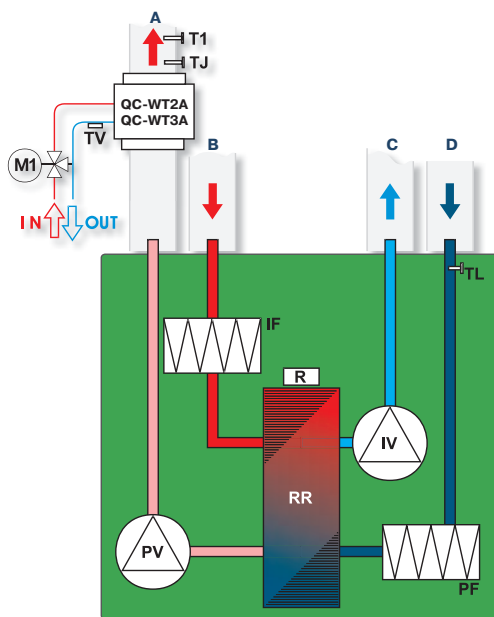 A
T1
TJ
QC-WT2A
QC-WT3A
TV
M1
IN
OUT
B
C
D
TL
IF
R
IV
RR
PV
PF